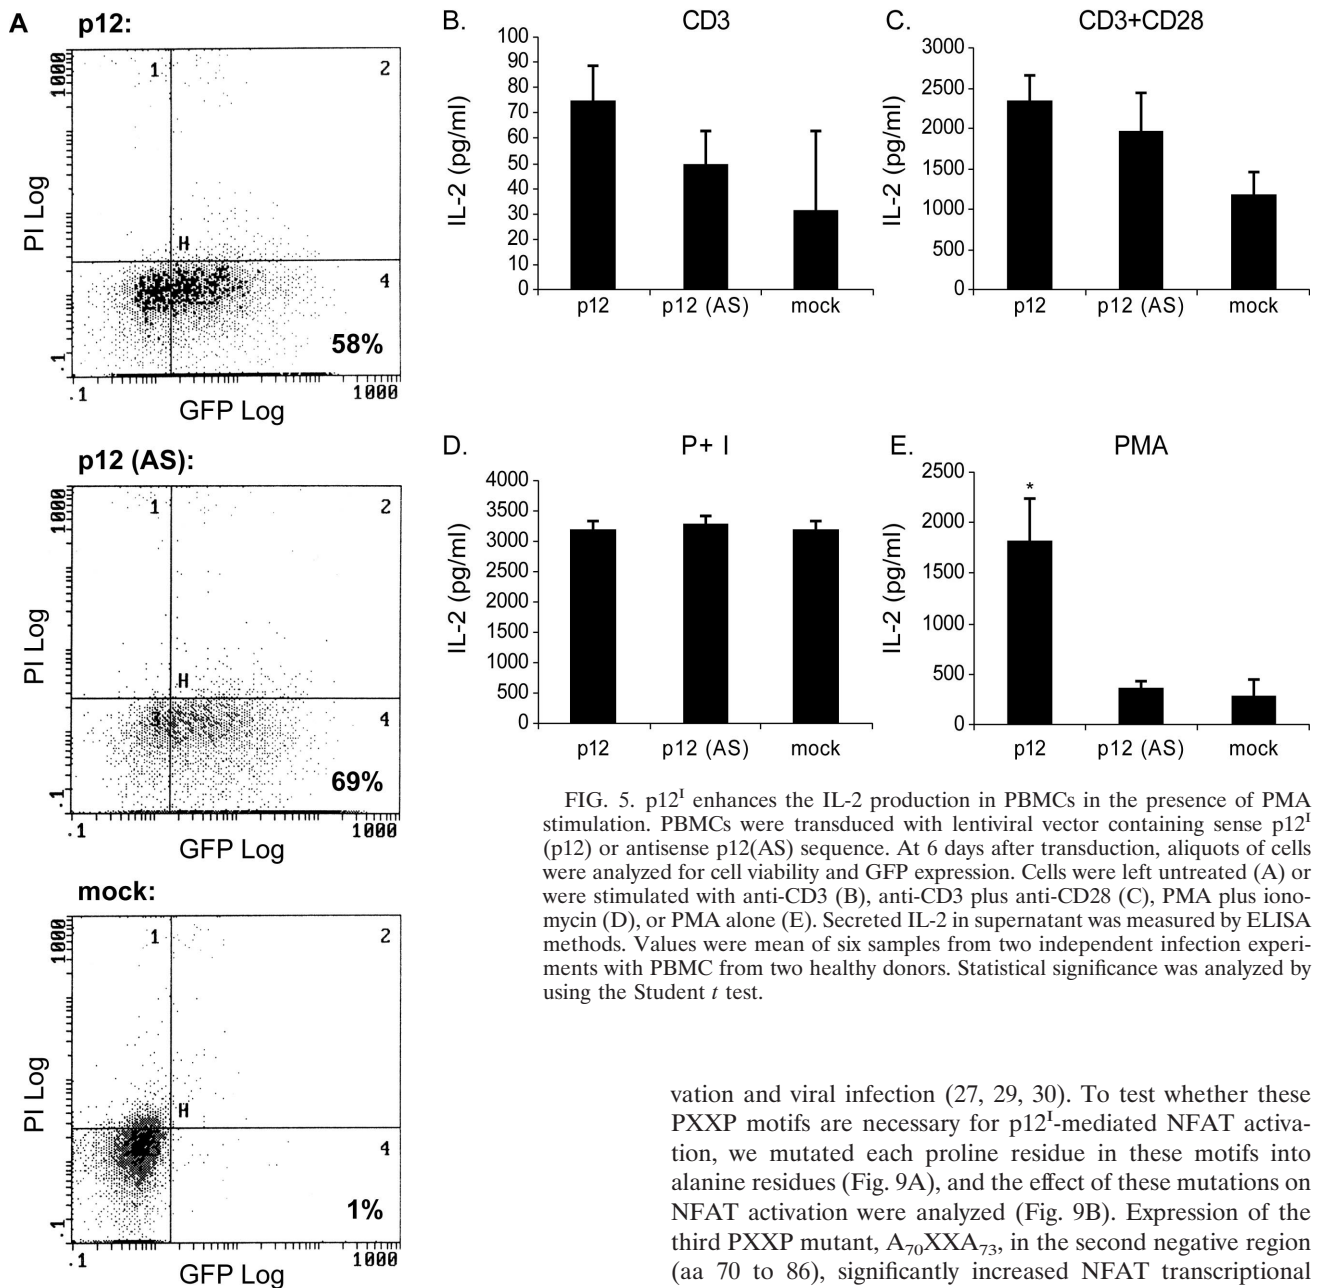 A
p12:
1000
1
2
H
4
58%
PI Log
.1
.1
1000
GFP Log
p12 (AS):
1000
1
2
H
3
4
69%
PI Log
.1
.1
1000
GFP Log
mock:
1000
1
2
H
4
1%
PI Log
.1
.1
1000
GFP Log
B.
CD3
IL-2 (pg/ml)
100
90
80
70
60
50
40
30
20
10
0
p12
p12 (AS)
mock
C.
CD3+CD28
IL-2 (pg/ml)
3000
2500
2000
1500
1000
500
0
p12
p12 (AS)
mock
D.
P+ I
IL-2 (pg/ml)
4000
3500
3000
2500
2000
1500
1000
500
0
p12
p12 (AS)
mock
E.
PMA
IL-2 (pg/ml)
2500
2000
1500
1000
500
0
*
p12
p12 (AS)
mock
FIG. 5. p12ᴵ enhances the IL-2 production in PBMCs in the presence of PMA
stimulation. PBMCs were transduced with lentiviral vector containing sense p12ᴵ
(p12) or antisense p12(AS) sequence. At 6 days after transduction, aliquots of cells
were analyzed for cell viability and GFP expression. Cells were left untreated (A) or
were stimulated with anti-CD3 (B), anti-CD3 plus anti-CD28 (C), PMA plus iono-
mycin (D), or PMA alone (E). Secreted IL-2 in supernatant was measured by ELISA
methods. Values were mean of six samples from two independent infection experi-
ments with PBMC from two healthy donors. Statistical significance was analyzed by
using the Student t test.
vation and viral infection (27, 29, 30). To test whether these
PXXP motifs are necessary for p12ᴵ-mediated NFAT activa-
tion, we mutated each proline residue in these motifs into
alanine residues (Fig. 9A), and the effect of these mutations on
NFAT activation were analyzed (Fig. 9B). Expression of the
third PXXP mutant, A₇₀XXA₇₃, in the second negative region
(aa 70 to 86), significantly increased NFAT transcriptional